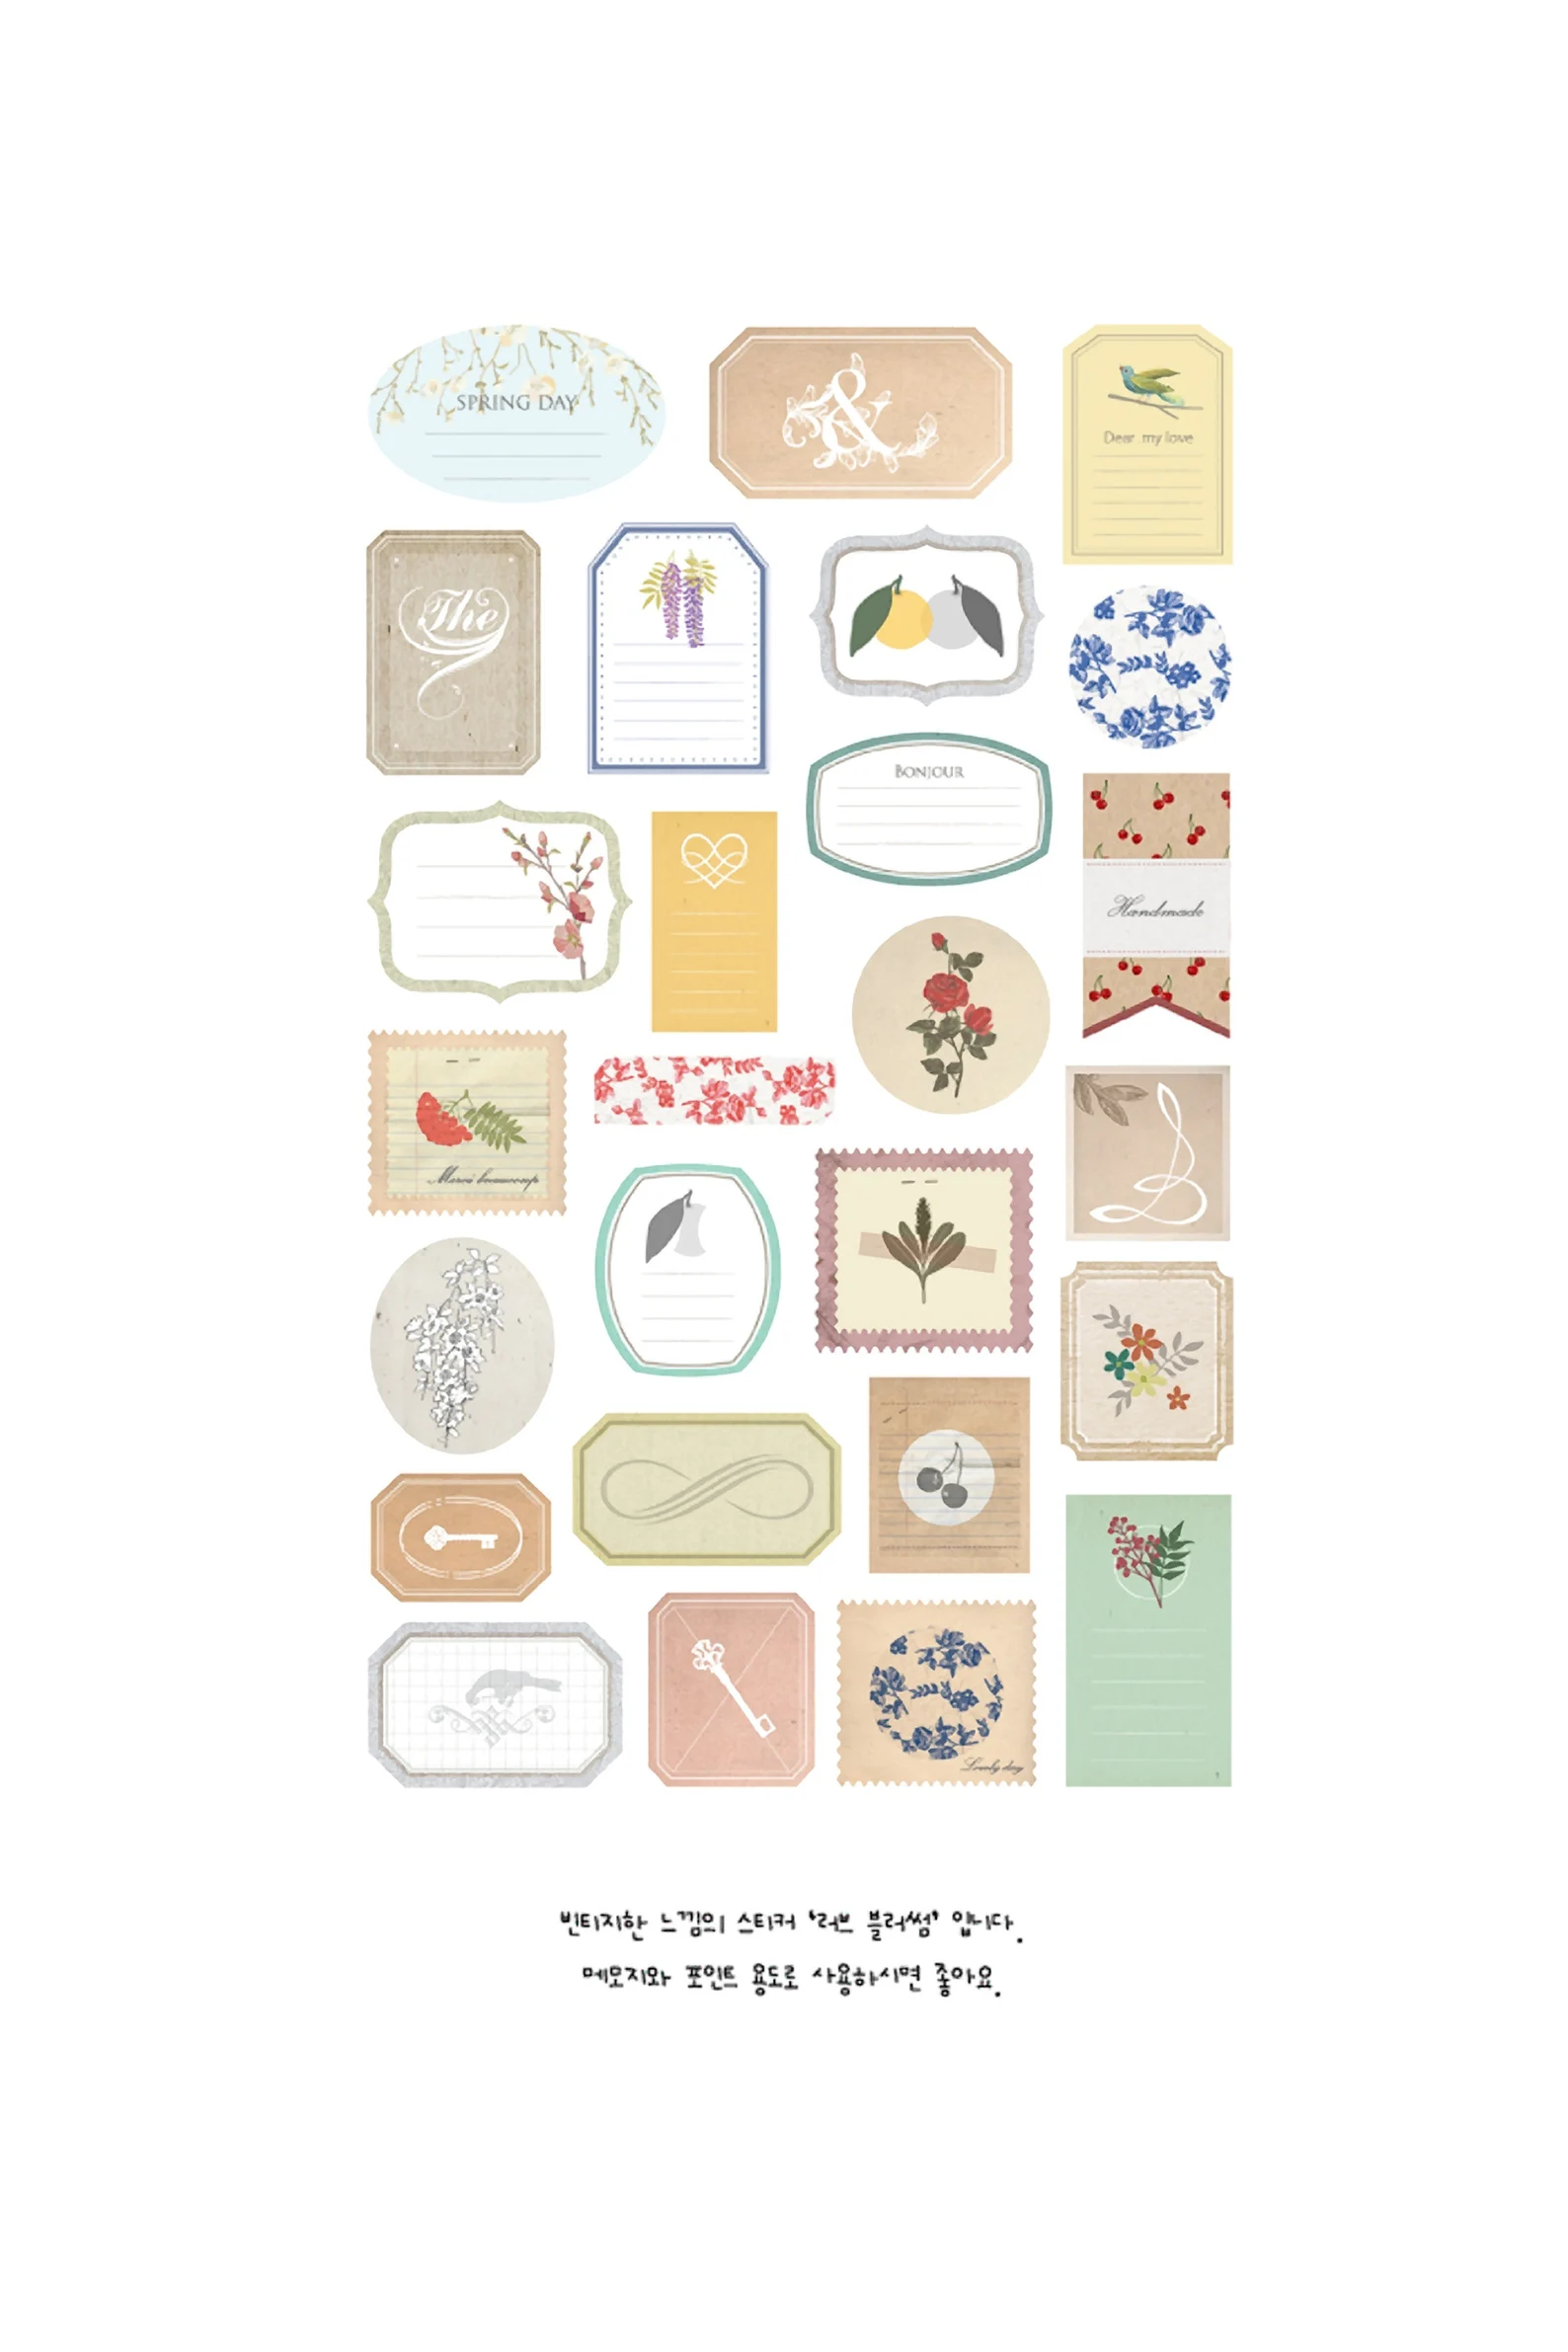 SPRING DAY
&
Dear my love
The
BONJOUR
Handmade
Merci beaucoup
Lovely day
빈티지한 느낌의 스티커 '러브 블러썸' 입니다.
메모지와 포인트 용도로 사용하시면 좋아요.